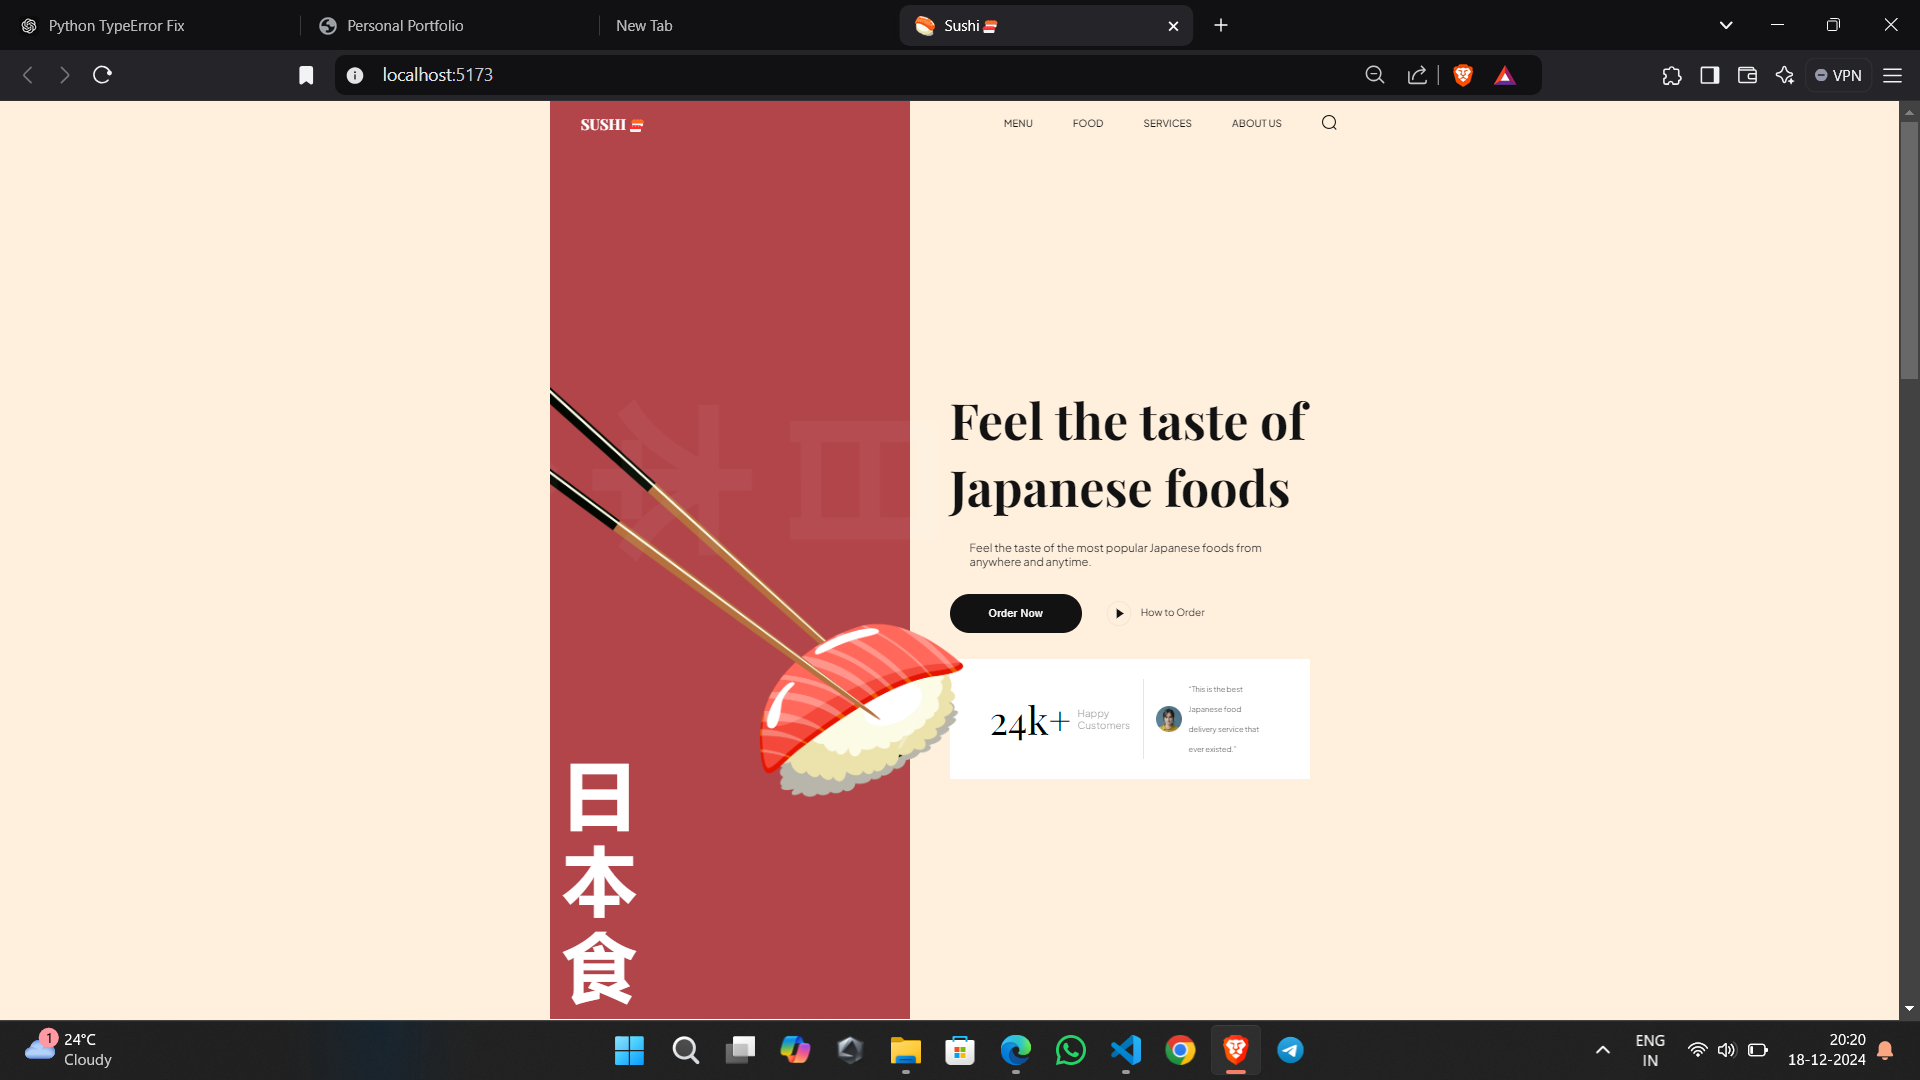 Python TypeError Fix
Personal Portfolio
New Tab
Sushi
localhost:5173
VPN
SUSHI
MENU
FOOD
SERVICES
ABOUT US
Feel the taste of
Japanese foods
Feel the taste of the most popular Japanese foods from
anywhere and anytime.
Order Now
How to Order
24k+
Happy
Customers
"This is the best
Japanese food
delivery service that
ever existed."
日
本
食
1
24°C
Cloudy
ENG
IN
20:20
18-12-2024